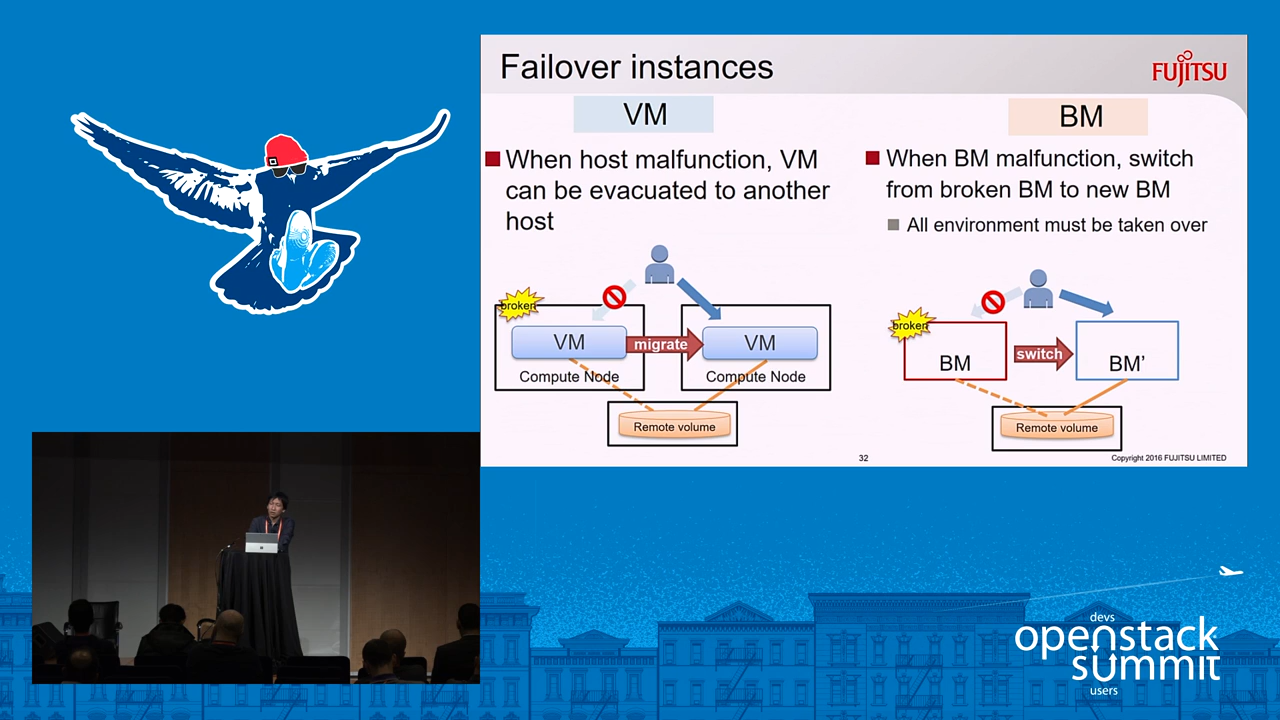 Failover instances
FUJITSU
VM
When host malfunction, VM
can be evacuated to another
host
broken
VM
Compute Node
migrate
VM
Compute Node
Remote volume
BM
When BM malfunction, switch
from broken BM to new BM
All environment must be taken over
broken
BM
switch
BM’
Remote volume
32
Copyright 2016 FUJITSU LIMITED
devs
openstack
summit
users